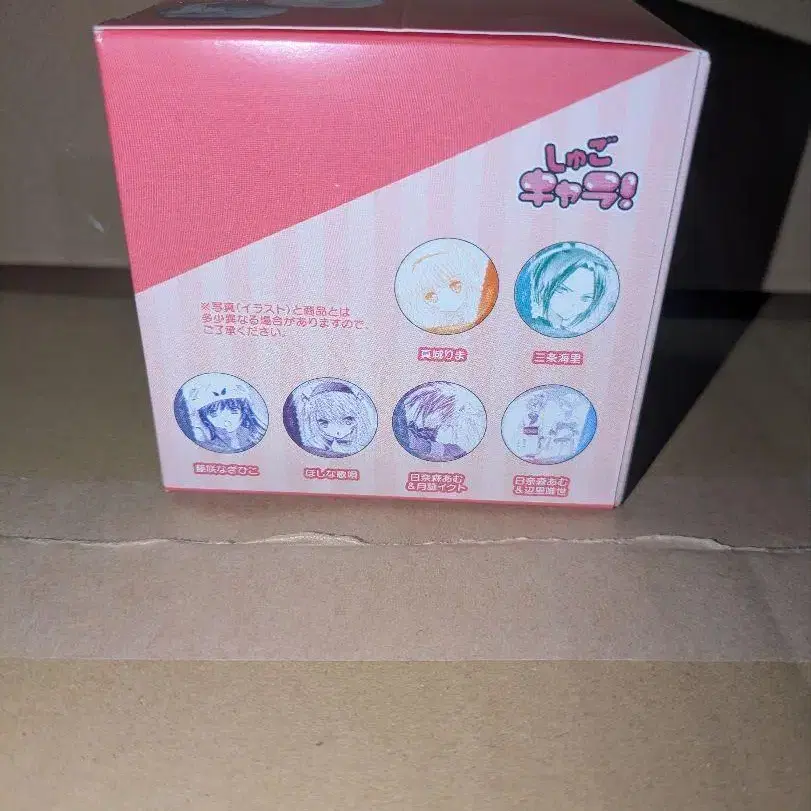 しゅご
キャラ!
※写真(イラスト)と商品とは
多少異なる場合がありますので、
ご了承ください。
真城りま
三条海里
藤咲なぎひこ
ほしな歌唄
日奈森あむ
&月詠イクト
日奈森あむ
&辺里唯世